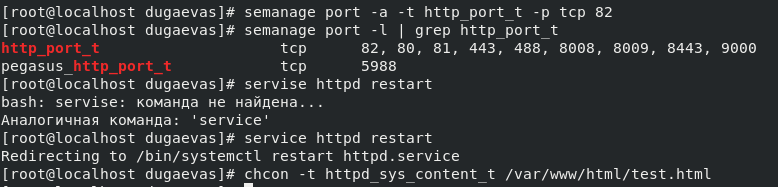 [root@localhost dugaevas]# semanage port -a -t http_port_t -p tcp 82
[root@localhost dugaevas]# semanage port -l | grep http_port_t
http_port_t                    tcp      82, 80, 81, 443, 488, 8008, 8009, 8443, 9000
pegasus_http_port_t            tcp      5988
[root@localhost dugaevas]# servise httpd restart
bash: servise: команда не найдена...
Аналогичная команда: 'service'
[root@localhost dugaevas]# service httpd restart
Redirecting to /bin/systemctl restart httpd.service
[root@localhost dugaevas]# chcon -t httpd_sys_content_t /var/www/html/test.html
[root@localhost dugaevas]#